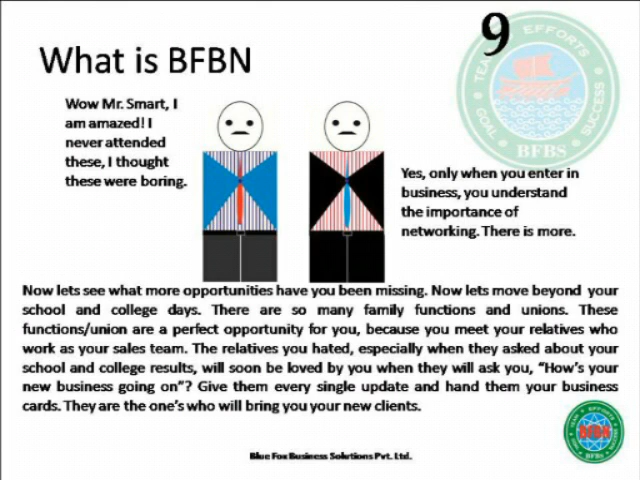 9
What is BFBN
Wow Mr. Smart, I
am amazed! I
never attended
these, I thought
these were boring.
Yes, only when you enter in
business, you understand
the importance of
networking. There is more.
TEAM EFFORTS
GOAL SUCCESS
BFBS
Now lets see what more opportunities have you been missing. Now lets move beyond your
school and college days. There are so many family functions and unions. These
functions/union are a perfect opportunity for you, because you meet your relatives who
work as your sales team. The relatives you hated, especially when they asked about your
school and college results, will soon be loved by you when they will ask you, “How’s your
new business going on”? Give them every single update and hand them your business
cards. They are the one’s who will bring you your new clients.
BFBN
BFBS
Blue Fox Business Solutions Pvt. Ltd.